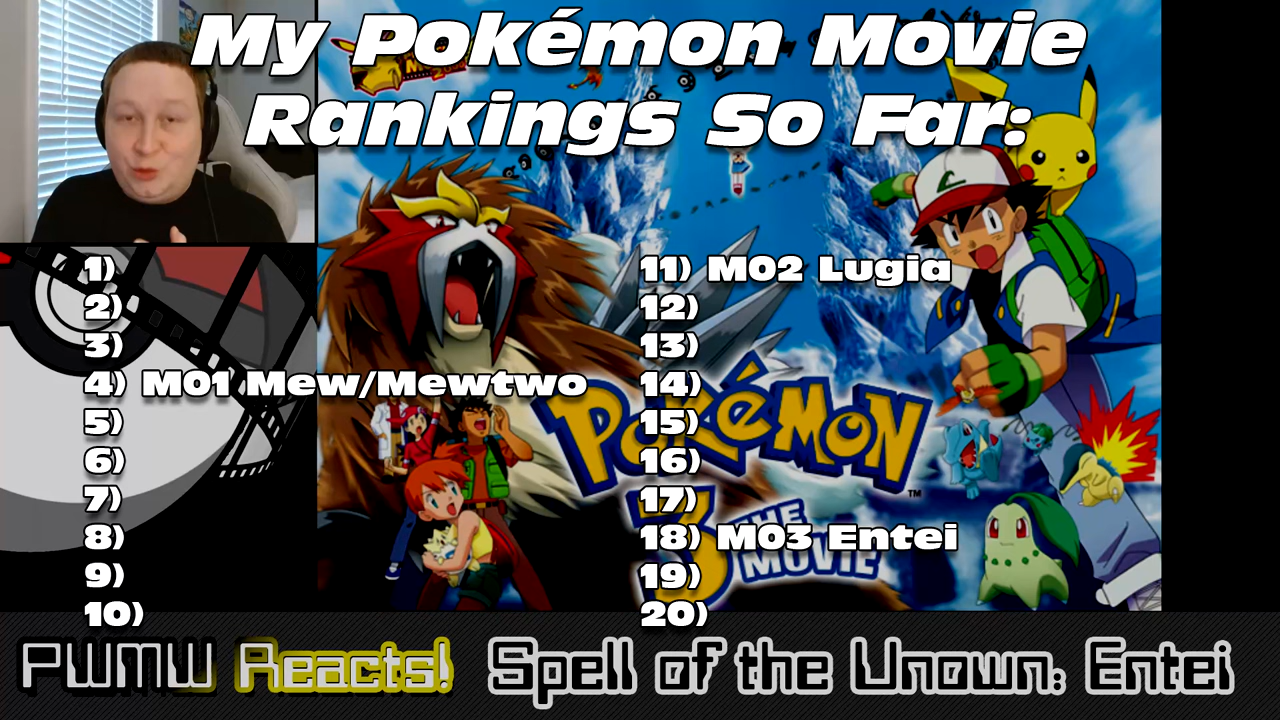 My Pokémon Movie
Rankings So Far:
1)
2)
3)
4) M01 Mew/Mewtwo
5)
6)
7)
8)
9)
10)
11) M02 Lugia
12)
13)
14)
15)
16)
17)
18) M03 Entei
19)
20)
POKéMON
™
3
THE
MOVIE
PWMW Reacts! Spell of the Unown: Entei